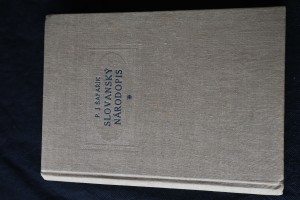 P. J. ŠAFAŘÍK
SLOVANSKÝ
NÁRODOPIS